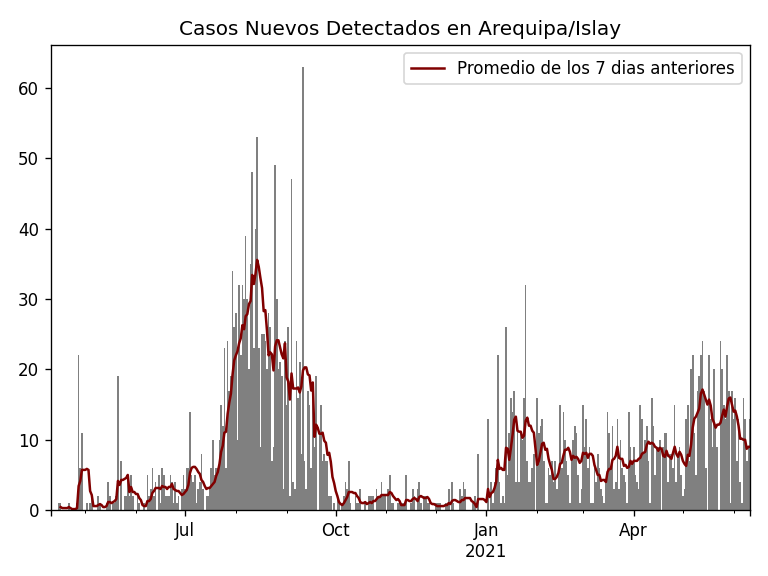 Casos Nuevos Detectados en Arequipa/Islay
Promedio de los 7 dias anteriores
60
50
40
30
20
10
0
Jul
Oct
Jan
2021
Apr